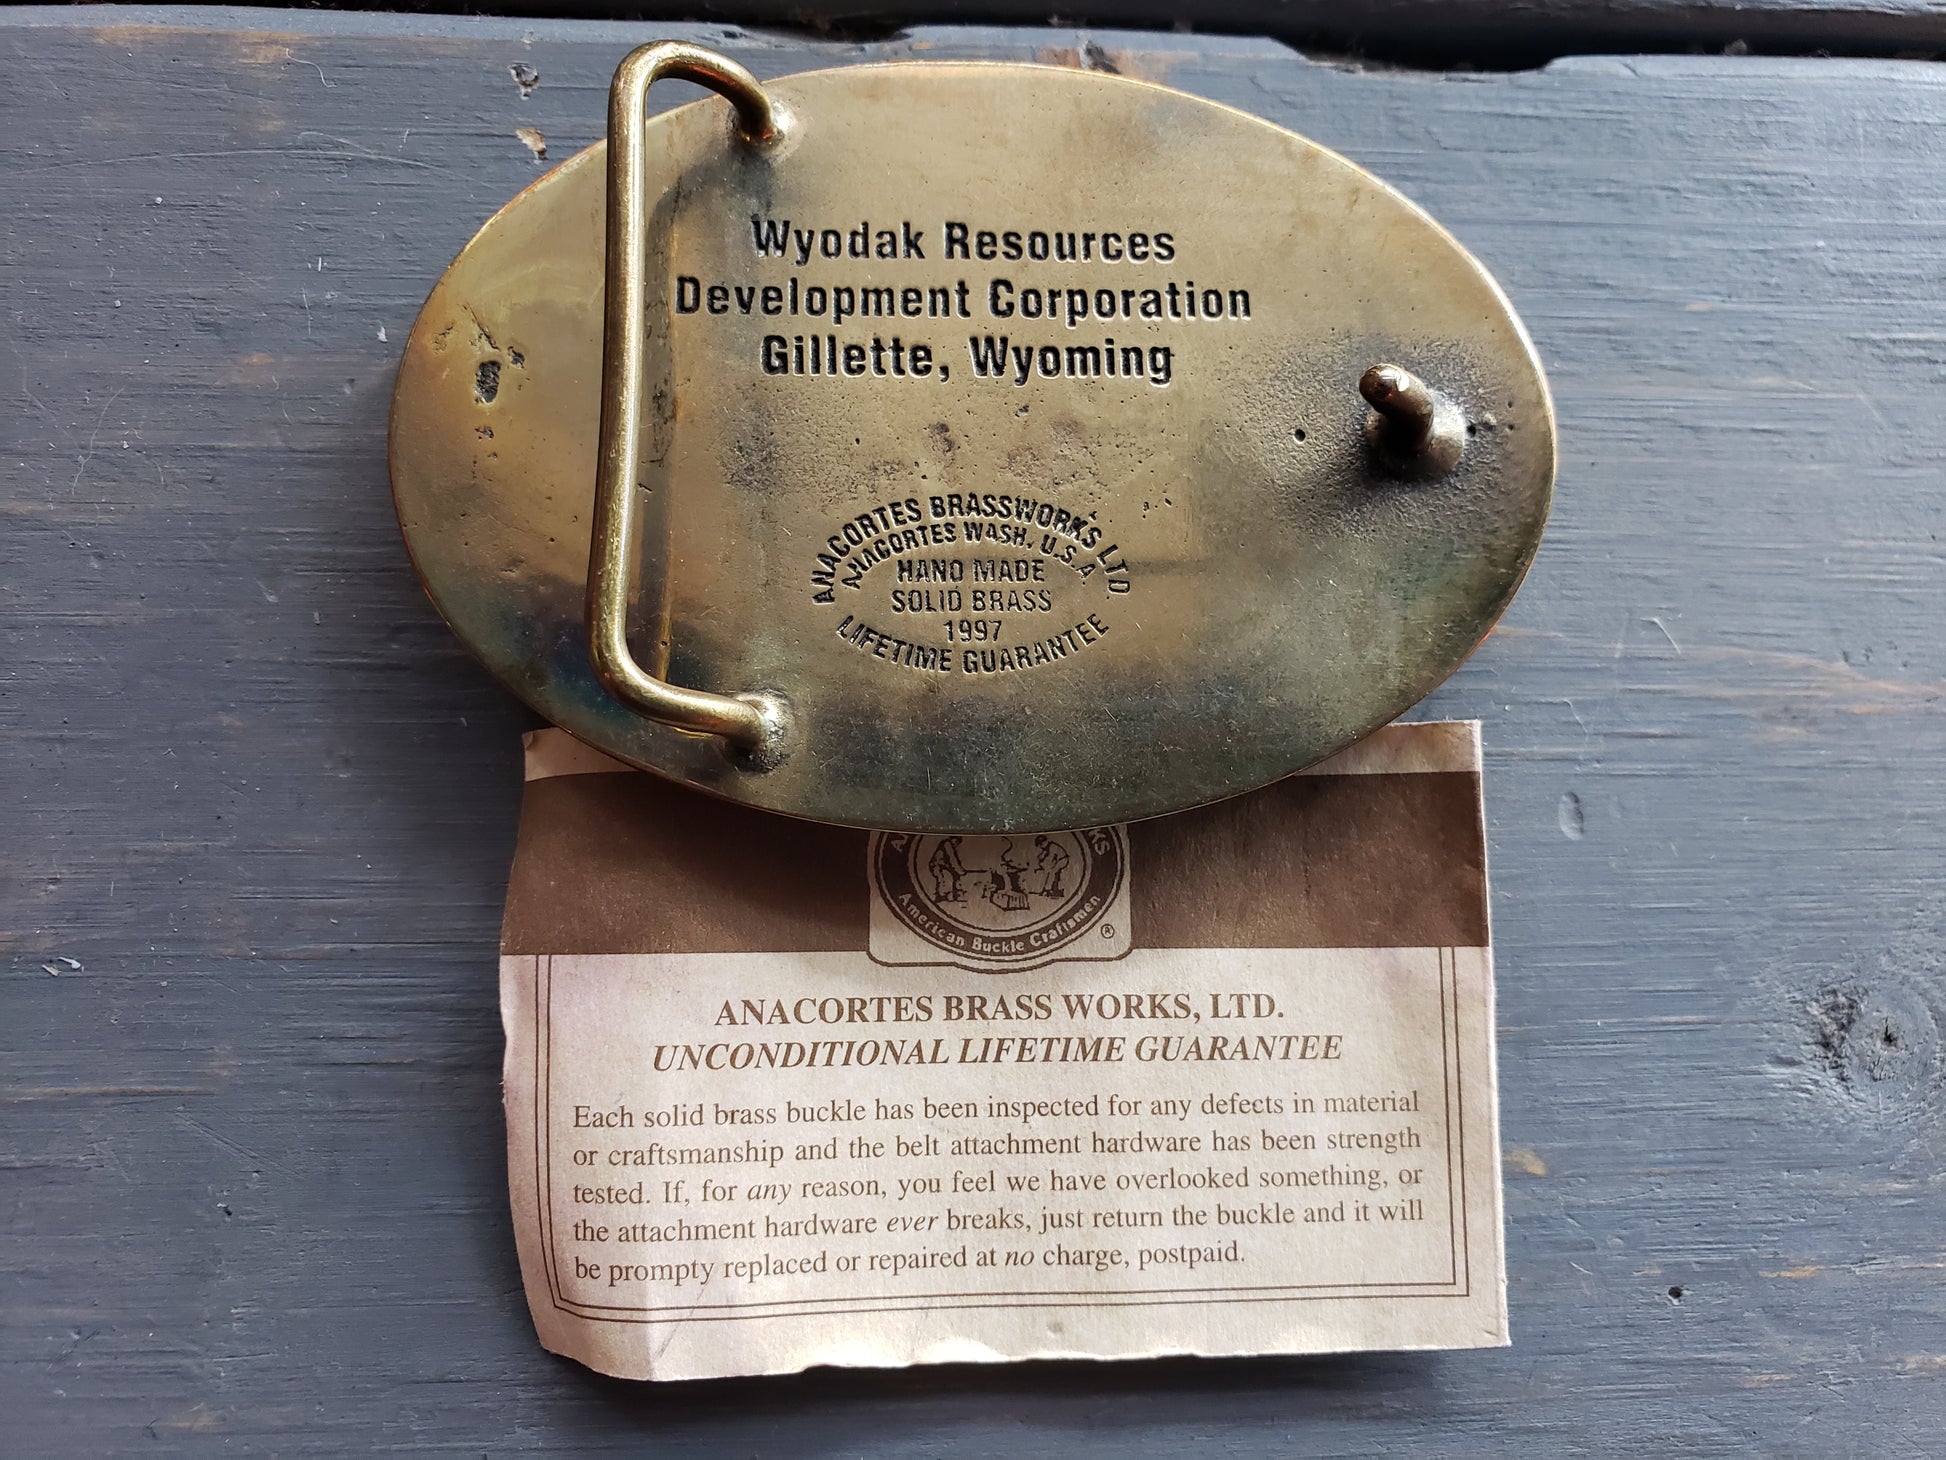 Wyodak Resources
Development Corporation
Gillette, Wyoming
ANACORTES BRASSWORKS LTD.
ANACORTES WASH. U.S.A.
HAND MADE
SOLID BRASS
1997
LIFETIME GUARANTEE
American Buckle Craftsmen
®
ANACORTES BRASS WORKS, LTD.
UNCONDITIONAL LIFETIME GUARANTEE
Each solid brass buckle has been inspected for any defects in material
or craftsmanship and the belt attachment hardware has been strength
tested. If, for any reason, you feel we have overlooked something, or
the attachment hardware ever breaks, just return the buckle and it will
be prompty replaced or repaired at no charge, postpaid.